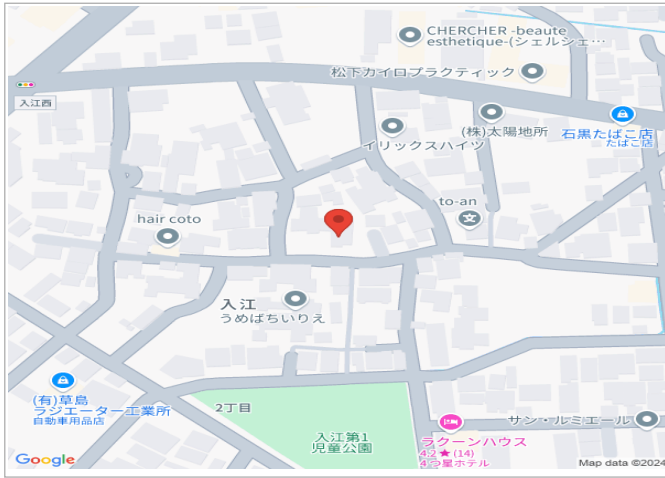 CHERCHER -beaute
esthetique-(シェルシェ…
松下カイロプラクティック
入江西
(株)太陽地所
石黒たばこ店
たばこ店
イリックスハイツ
to-an
文
hair coto
入江
うめばちいりえ
(有)草島
ラジエーター工業所
自動車用品店
2丁目
入江第1
児童公園
サン・ルミエール
ラクーンハウス
4.2★(14)
4つ星ホテル
Google
Map data ©2024